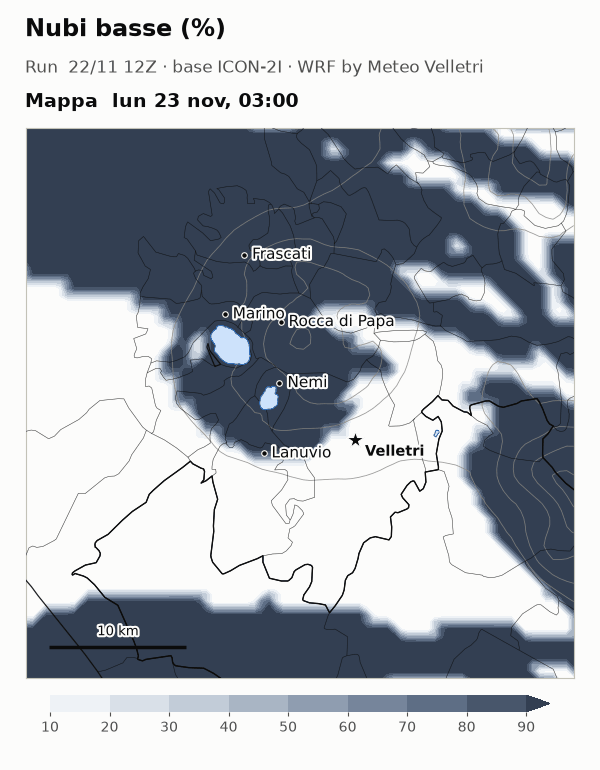 Nubi basse (%)
Run  22/11 12Z · base ICON-2I · WRF by Meteo Velletri
Mappa  lun 23 nov, 03:00
Frascati
Marino
Rocca di Papa
Nemi
Velletri
Lanuvio
10 km
10 20 30 40 50 60 70 80 90